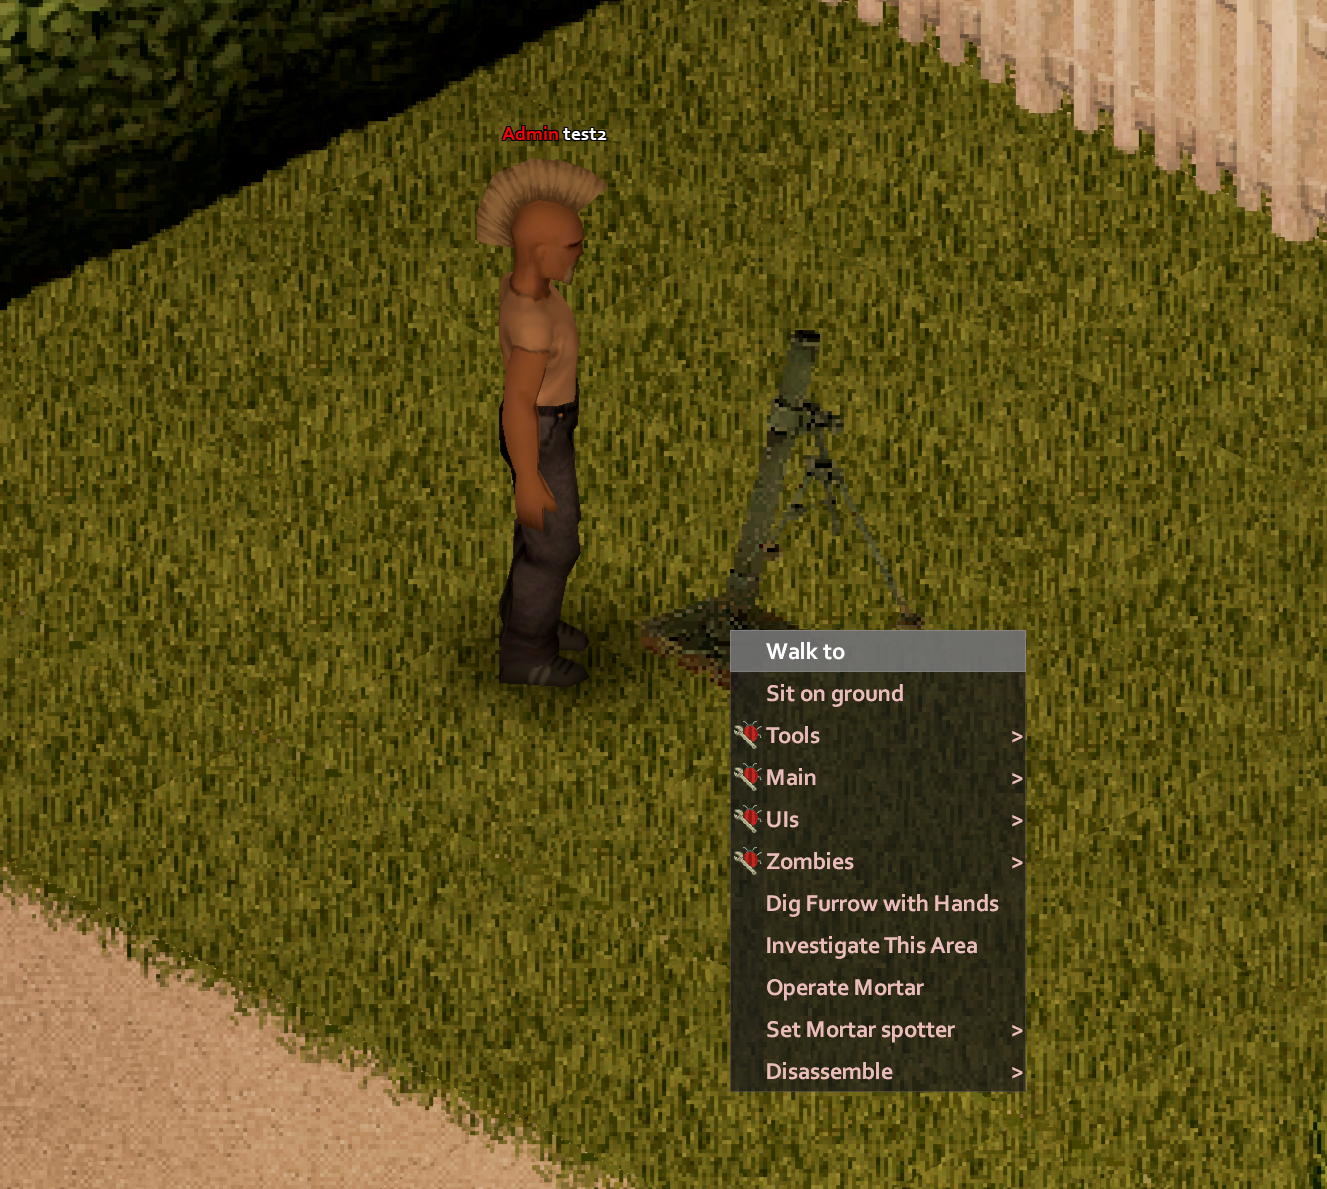 Admin test2
Walk to
Sit on ground
Tools >
Main >
UIs >
Zombies >
Dig Furrow with Hands
Investigate This Area
Operate Mortar
Set Mortar spotter >
Disassemble >